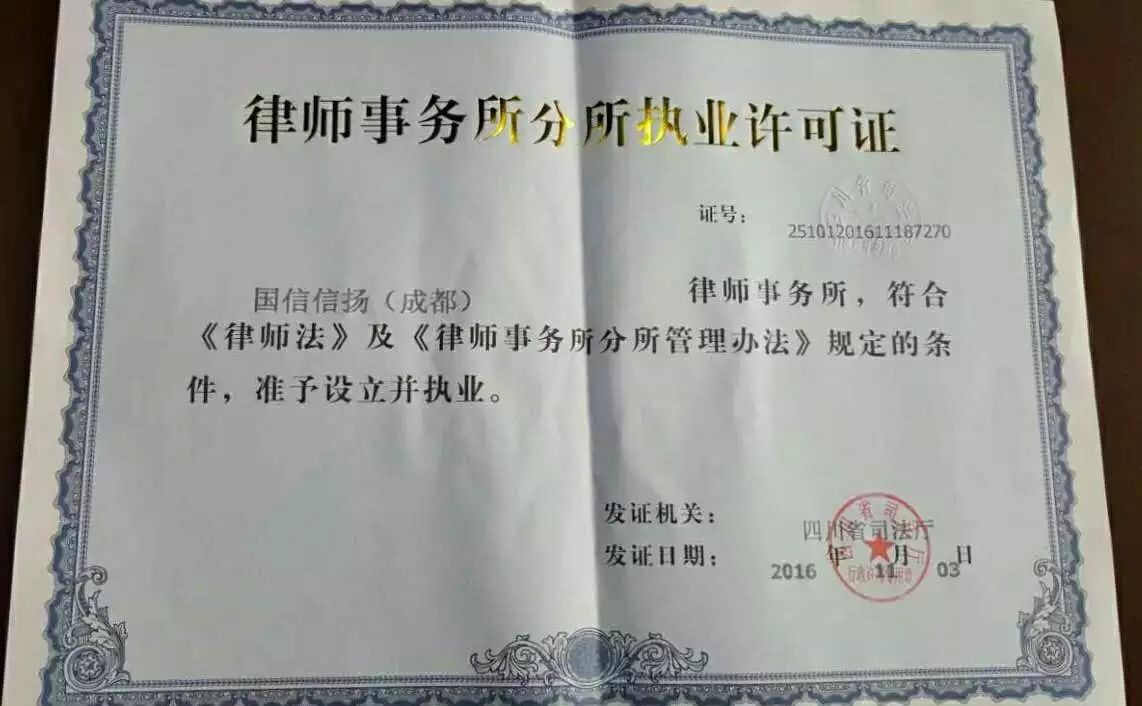 律师事务所分所执业许可证
证号：
25101201611187270
国信信扬（成都） 律师事务所，符合
《律师法》及《律师事务所分所管理办法》规定的条
件，准予设立并执业。
发证机关： 四川省司法厅
发证日期： 2016 年 11 月 03 日